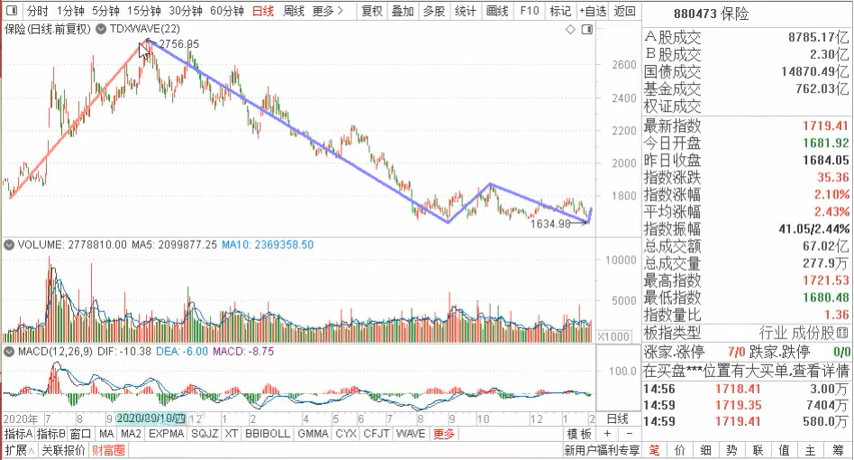 分时 1分钟 5分钟 15分钟 30分钟 60分钟 日线 周线 更多 复权 叠加 多股 统计 画线 F10 标记 +自选 返回
保险(日线.前复权) TDXWAVE(22)
2756.95
2600
2400
2200
2000
1800
1634.98
VOLUME: 2778810.00 MA5: 2099877.25 MA10: 2369358.50
10000
5000
X1000
MACD(12,26,9) DIF: -10.38 DEA: -6.00 MACD: -8.75
100.0
2020年 7 8 2020/09/10/四 12 1 2 4 5 6 7 8 9 10 12 1 2 日线
指标A 指标B 窗口 MA MA2 EXPMA SQJZ XT BBIBOLL GMMA CYX CFJT WAVE 更多 模板 + -
扩展 关联报价 财富圈 新用户福利专享
880473 保险
A股成交 8785.17亿
B股成交 2.30亿
国债成交 14870.49亿
基金成交 762.03亿
权证成交
最新指数 1719.41
今日开盘 1681.92
昨日收盘 1684.05
指数涨跌 35.36
指数涨幅 2.10%
平均涨幅 2.43%
指数振幅 41.05/2.44%
总成交额 67.02亿
总成交量 277.9万
最高指数 1721.53
最低指数 1680.48
指数量比 1.36
板指类型 行业 成份股
涨家.涨停 7/0 跌家.跌停 0/0
在买盘***位置有大买单,查看详情
14:56 1718.41 3.00万
14:59 1719.35 7404万
14:59 1719.41 580.0万
笔 价 细 势 联 值 主 筹